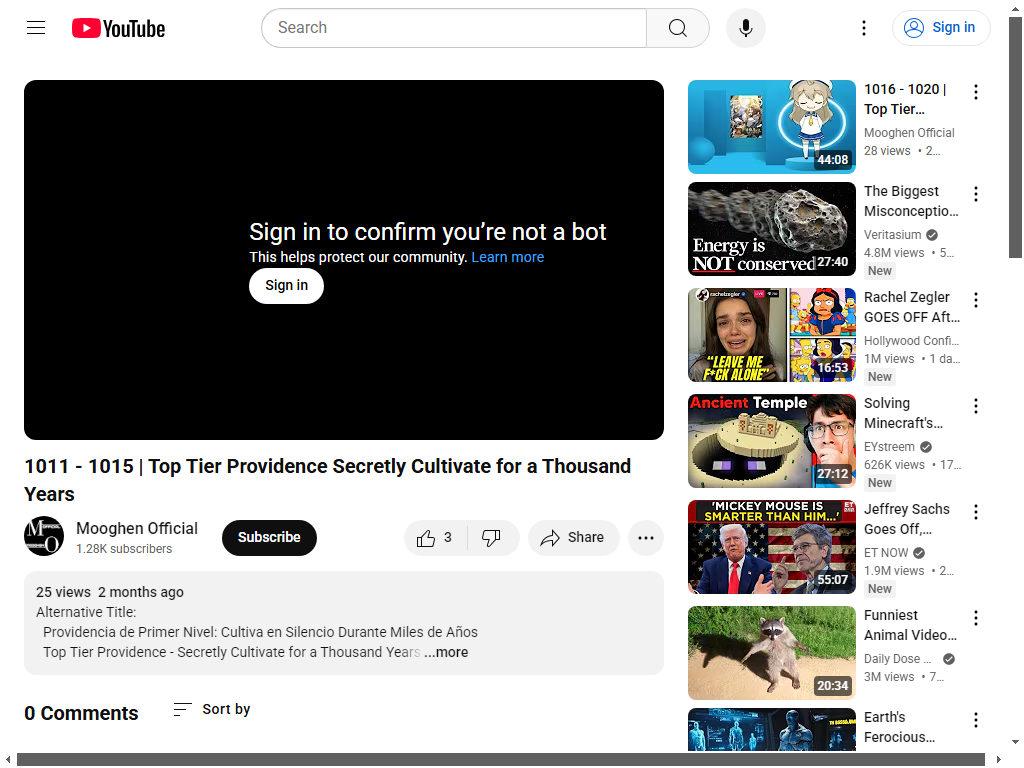 YouTube
Search
Sign in
Sign in to confirm you’re not a bot
This helps protect our community. Learn more
Sign in
1011 - 1015 | Top Tier Providence Secretly Cultivate for a Thousand
Years
Mooghen Official
1.28K subscribers
Subscribe
3
Share
25 views 2 months ago
Alternative Title:
Providencia de Primer Nivel: Cultiva en Silencio Durante Miles de Años
Top Tier Providence - Secretly Cultivate for a Thousand Years ...more
0 Comments
Sort by
44:08
1016 - 1020 |
Top Tier…
Mooghen Official
28 views • 2…
Energy is
NOT conserved
27:40
The Biggest
Misconceptio…
Veritasium
4.8M views • 5…
New
rachelzegler
LIVE
"LEAVE ME
F*CK ALONE"
16:53
Rachel Zegler
GOES OFF Aft…
Hollywood Confi…
1M views • 1 da…
New
Ancient Temple
27:12
Solving
Minecraft's…
EYstreem
626K views • 17…
New
'MICKEY MOUSE IS
SMARTER THAN HIM...'
ET
55:07
Jeffrey Sachs
Goes Off,…
ET NOW
1.9M views • 2…
New
20:34
Funniest
Animal Video…
Daily Dose …
3M views • 7…
Earth's
Ferocious…